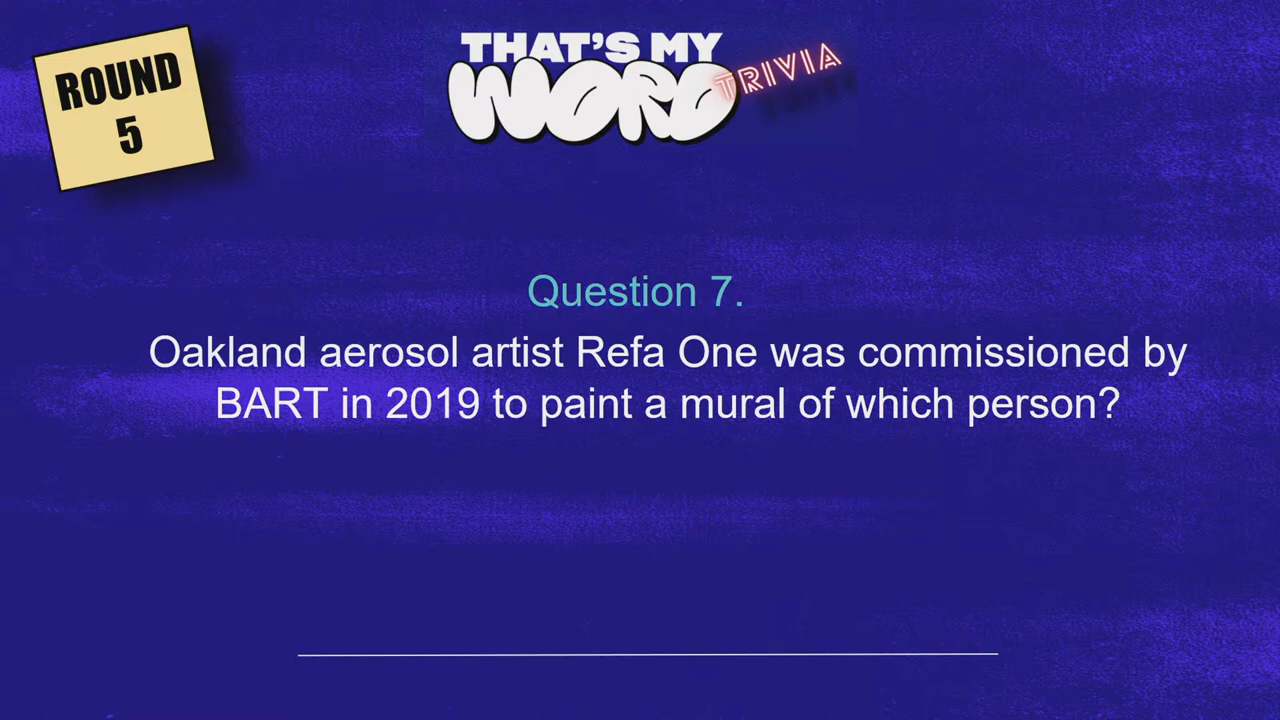 ROUND
5
THAT'S MY
WORD
TRIVIA
Question 7.
Oakland aerosol artist Refa One was commissioned by
BART in 2019 to paint a mural of which person?